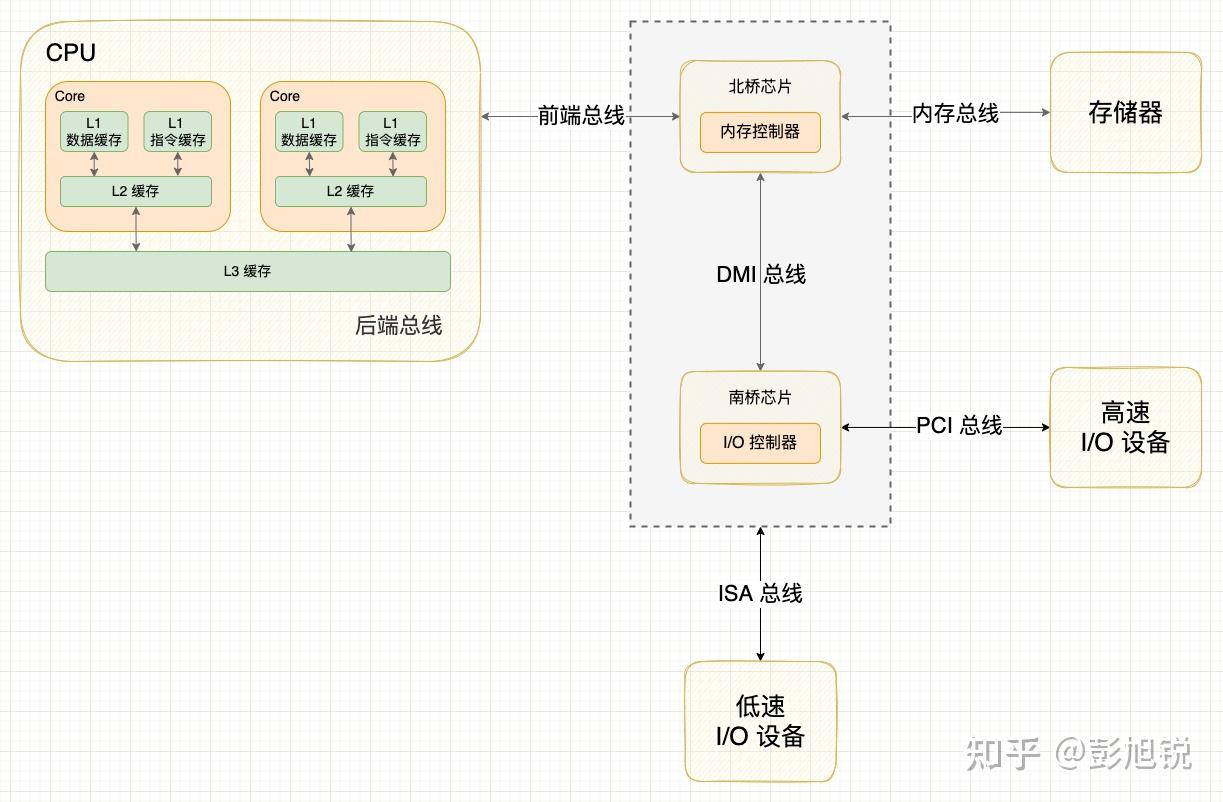 CPU
Core
L1
数据缓存
L1
指令缓存
L2 缓存
Core
L1
数据缓存
L1
指令缓存
L2 缓存
L3 缓存
后端总线
前端总线
北桥芯片
内存控制器
内存总线
存储器
DMI 总线
南桥芯片
I/O 控制器
PCI 总线
高速
I/O 设备
ISA 总线
低速
I/O 设备
知乎 @彭旭锐